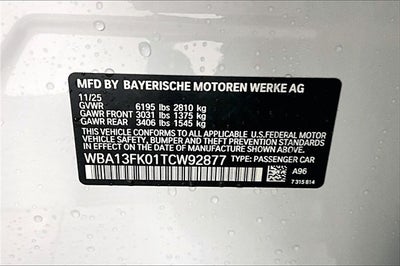 MFD BY BAYERISCHE MOTOREN WERKE AG
11/25
GVWR 6195 lbs 2810 kg
GAWR FRONT 3031 lbs 1375 kg
GAWR REAR 3406 lbs 1545 kg
THIS VEHICLE CONFORMS TO ALL APPLICABLE U.S.FEDERAL MOTOR
VEHICLE SAFETY, BUMPER AND THEFT PREVENTION STANDARDS
IN EFFECT ON THE DATE OF MANUFACTURE SHOWN ABOVE.
WBA13FK01TCW92877 TYPE: PASSENGER CAR
A96
7 315 614